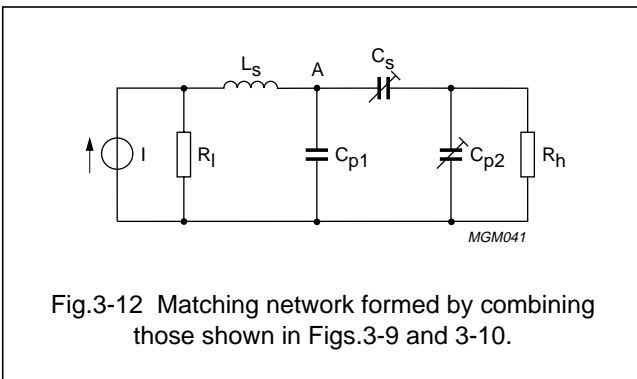 Ls
A
Cs
I
Rl
Cp1
Cp2
Rh
MGM041
Fig.3-12 Matching network formed by combining
those shown in Figs.3-9 and 3-10.